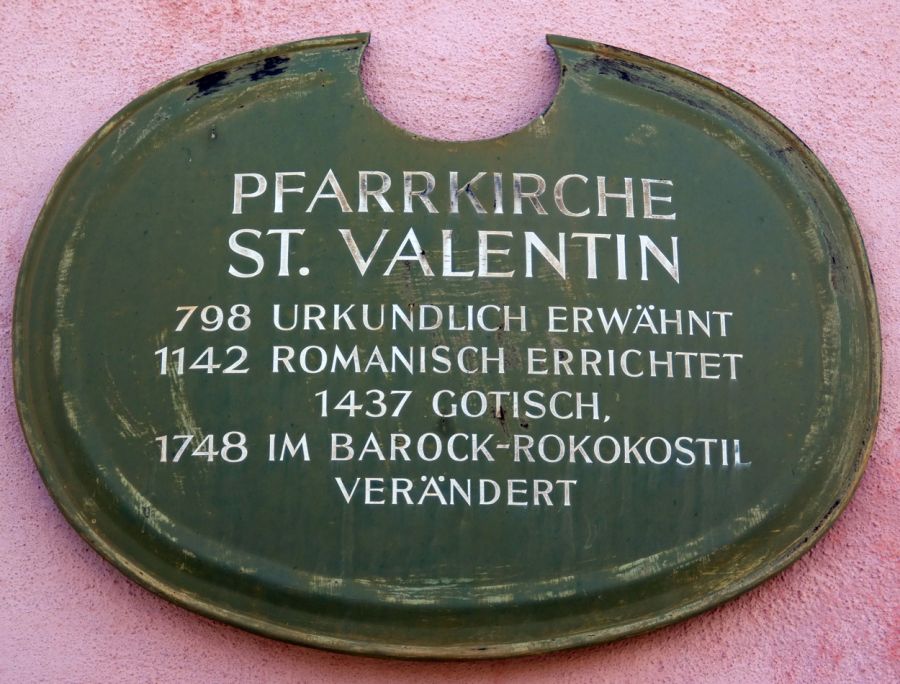 PFARRKIRCHE
ST. VALENTIN
798 URKUNDLICH ERWÄHNT
1142 ROMANISCH ERRICHTET
1437 GOTISCH,
1748 IM BAROCK-ROKOKOSTIL
VERÄNDERT